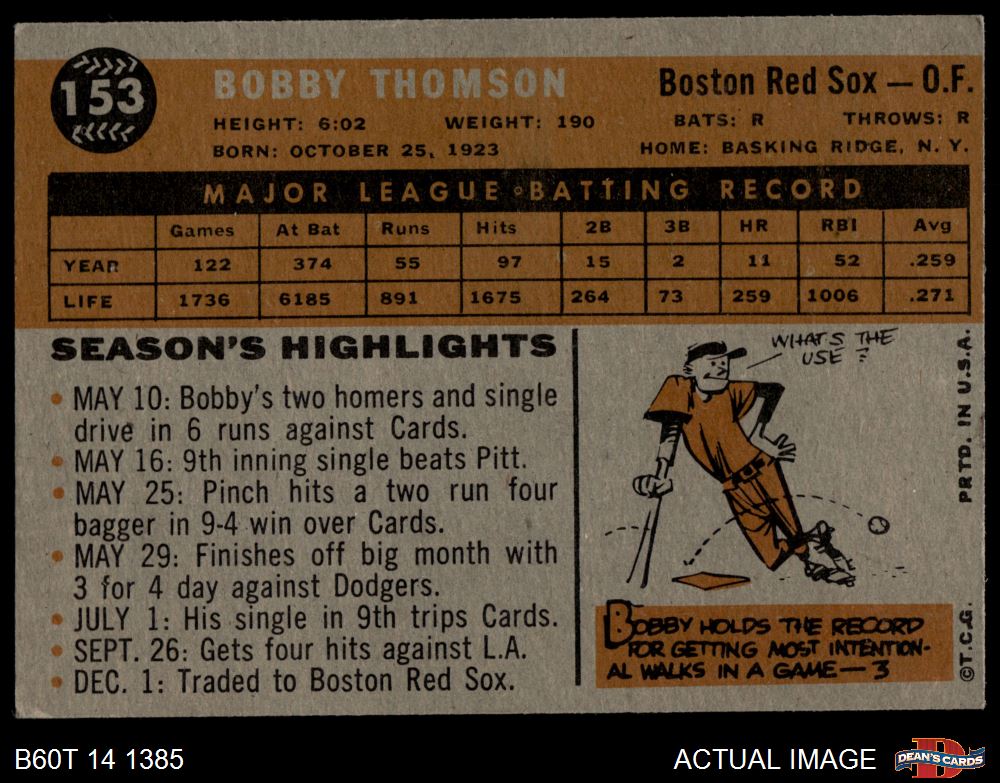 153
BOBBY THOMSON
Boston Red Sox — O.F.
HEIGHT: 6:02 WEIGHT: 190 BATS: R THROWS: R
BORN: OCTOBER 25, 1923 HOME: BASKING RIDGE, N. Y.
MAJOR LEAGUE BATTING RECORD
Games At Bat Runs Hits 2B 3B HR RBI Avg
YEAR 122 374 55 97 15 2 11 52 .259
LIFE 1736 6185 891 1675 264 73 259 1006 .271
SEASON'S HIGHLIGHTS
• MAY 10: Bobby's two homers and single
drive in 6 runs against Cards.
• MAY 16: 9th inning single beats Pitt.
• MAY 25: Pinch hits a two run four
bagger in 9-4 win over Cards.
• MAY 29: Finishes off big month with
3 for 4 day against Dodgers.
• JULY 1: His single in 9th trips Cards.
• SEPT. 26: Gets four hits against L.A.
• DEC. 1: Traded to Boston Red Sox.
WHAT'S THE
USE?
BOBBY HOLDS THE RECORD
FOR GETTING MOST INTENTION-
AL WALKS IN A GAME — 3
PRTD. IN U.S.A.
©T.C.G.
B60T 14 1385
ACTUAL IMAGE
D
DEAN'S CARDS